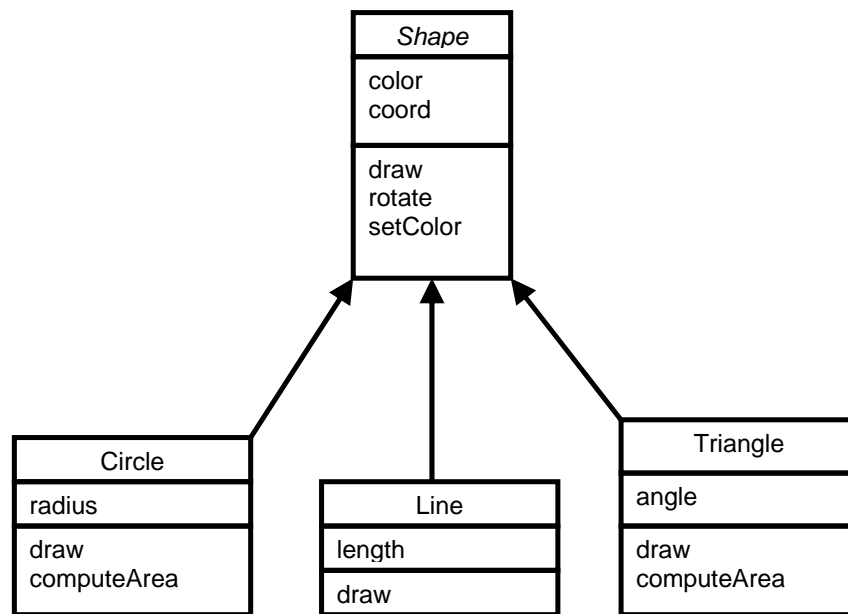 Shape
color
coord
draw
rotate
setColor
Circle
radius
draw
computeArea
Line
length
draw
Triangle
angle
draw
computeArea